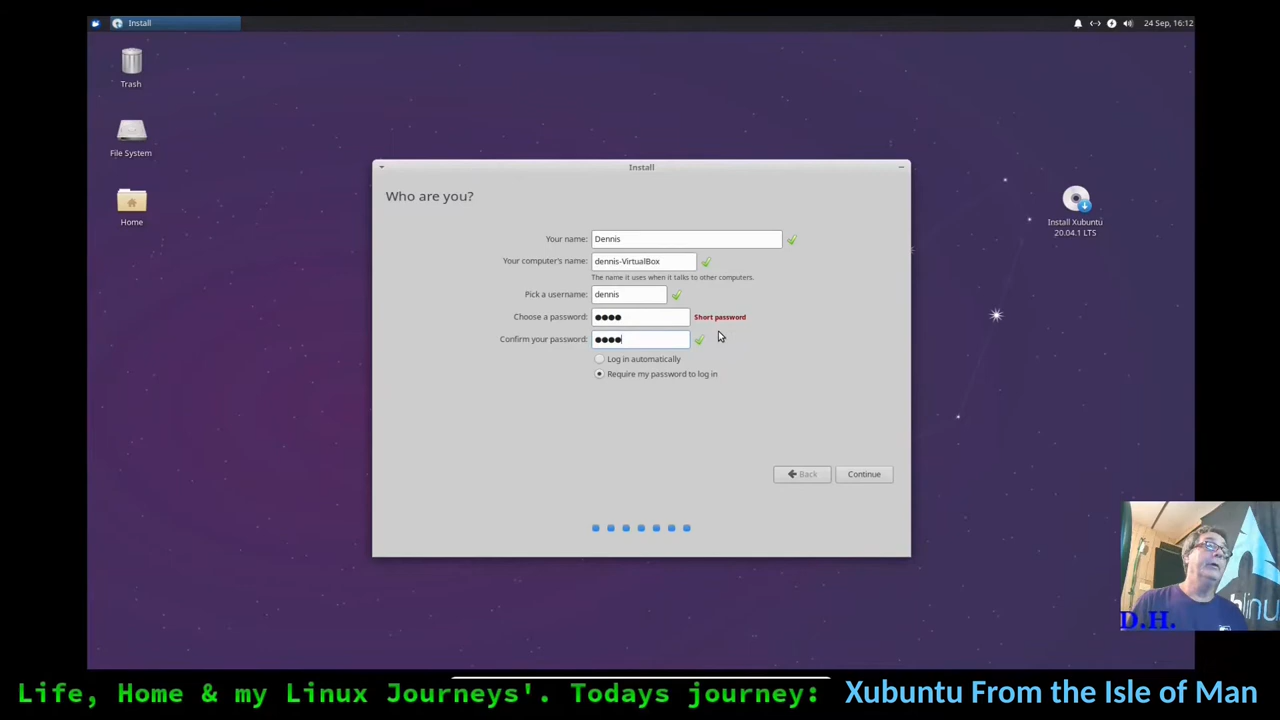 Install
24 Sep, 16:12
Trash
File System
Home
Install
Who are you?
Your name:
Dennis
Your computer's name:
dennis-VirtualBox
The name it uses when it talks to other computers.
Pick a username:
dennis
Choose a password:
●●●●
Short password
Confirm your password:
●●●●
Log in automatically
Require my password to log in
Back
Continue
Install Xubuntu
20.04.1 LTS
hlinu
D.H.
Life, Home & my Linux Journeys'. Todays journey:
Xubuntu From the Isle of Man